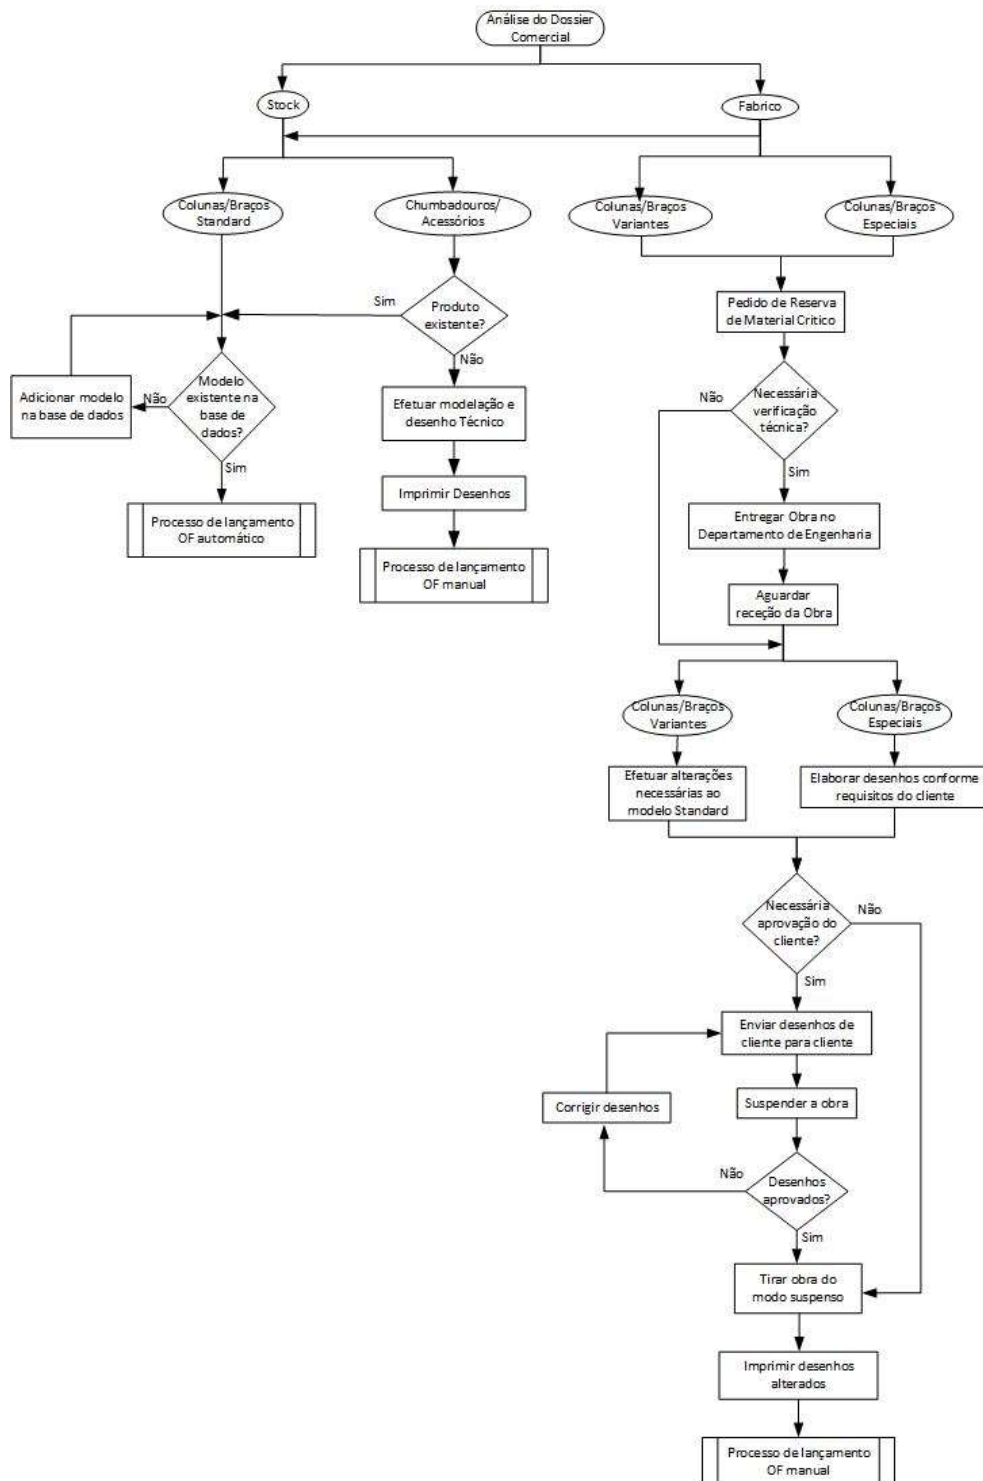 Análise do Dossier
Comercial
Stock
Fabrico
Colunas/Braços
Standard
Chumbadouros/
Acessórios
Colunas/Braços
Variantes
Colunas/Braços
Especiais
Sim
Produto
existente?
Pedido de Reserva
de Material Critico
Não
Adicionar modelo
na base de dados
Não
Modelo
existente na
base de
dados?
Efetuar modelação e
desenho Técnico
Não
Necessária
verificação
técnica?
Sim
Sim
Imprimir Desenhos
Processo de lançamento
OF automático
Entregar Obra no
Departamento de Engenharia
Processo de lançamento
OF manual
Aguardar
receção da Obra
Colunas/Braços
Variantes
Colunas/Braços
Especiais
Efetuar alterações
necessárias ao
modelo Standard
Elaborar desenhos conforme
requisitos do cliente
Necessária
aprovação do
cliente?
Não
Sim
Enviar desenhos de
cliente para cliente
Corrigir desenhos
Suspender a obra
Não
Desenhos
aprovados?
Sim
Tirar obra do
modo suspenso
Imprimir desenhos
alterados
Processo de lançamento
OF manual